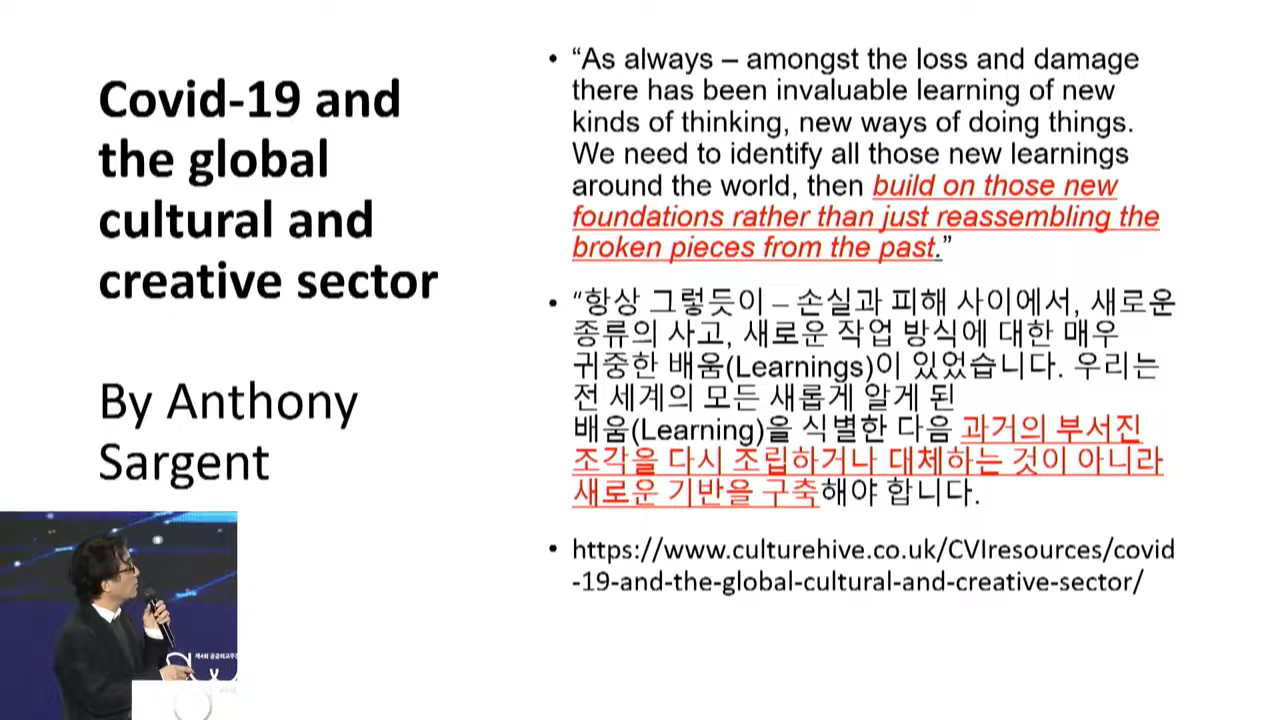 Covid-19 and
the global
cultural and
creative sector
By Anthony
Sargent
• “As always – amongst the loss and damage
there has been invaluable learning of new
kinds of thinking, new ways of doing things.
We need to identify all those new learnings
around the world, then build on those new
foundations rather than just reassembling the
broken pieces from the past.”
• “항상 그렇듯이 – 손실과 피해 사이에서, 새로운
종류의 사고, 새로운 작업 방식에 대한 매우
귀중한 배움(Learnings)이 있었습니다. 우리는
전 세계의 모든 새롭게 알게 된
배움(Learning)을 식별한 다음 과거의 부서진
조각을 다시 조립하거나 대체하는 것이 아니라
새로운 기반을 구축해야 합니다.
• https://www.culturehive.co.uk/CVIresources/covid
-19-and-the-global-cultural-and-creative-sector/
제4회 공공외교주간